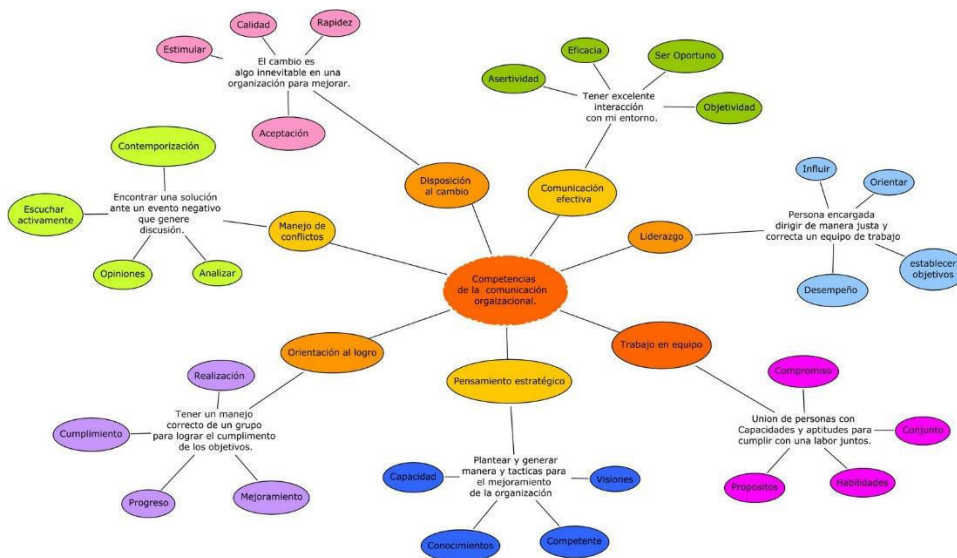 Calidad
Rapidez
Estimular
El cambio es
algo innevitable en una
organización para mejorar.
Aceptación
Disposición
al cambio
Eficacia
Ser Oportuno
Asertividad
Tener excelente
interacción
con mi entorno.
Objetividad
Comunicación
efectiva
Influir
Orientar
Persona encargada
dirigir de manera justa y
correcta un equipo de trabajo
Liderazgo
establecer
objetivos
Desempeño
Contemporización
Encontrar una solución
ante un evento negativo
que genere
discusión.
Escuchar
activamente
Manejo de
conflictos
Opiniones
Analizar
Competencias
de la comunicación
orgaizacional.
Orientación al logro
Realización
Tener un manejo
correcto de un grupo
para lograr el cumplimento
de los objetivos.
Cumplimiento
Progreso
Mejoramiento
Pensamiento estratégico
Plantear y generar
manera y tacticas para
el mejoramiento
de la organización
Capacidad
Visiones
Conocimientos
Competente
Trabajo en equipo
Compromiso
Union de personas con
Capacidades y aptitudes para
cumplir con una labor juntos.
Conjunto
Propositos
Habilidades